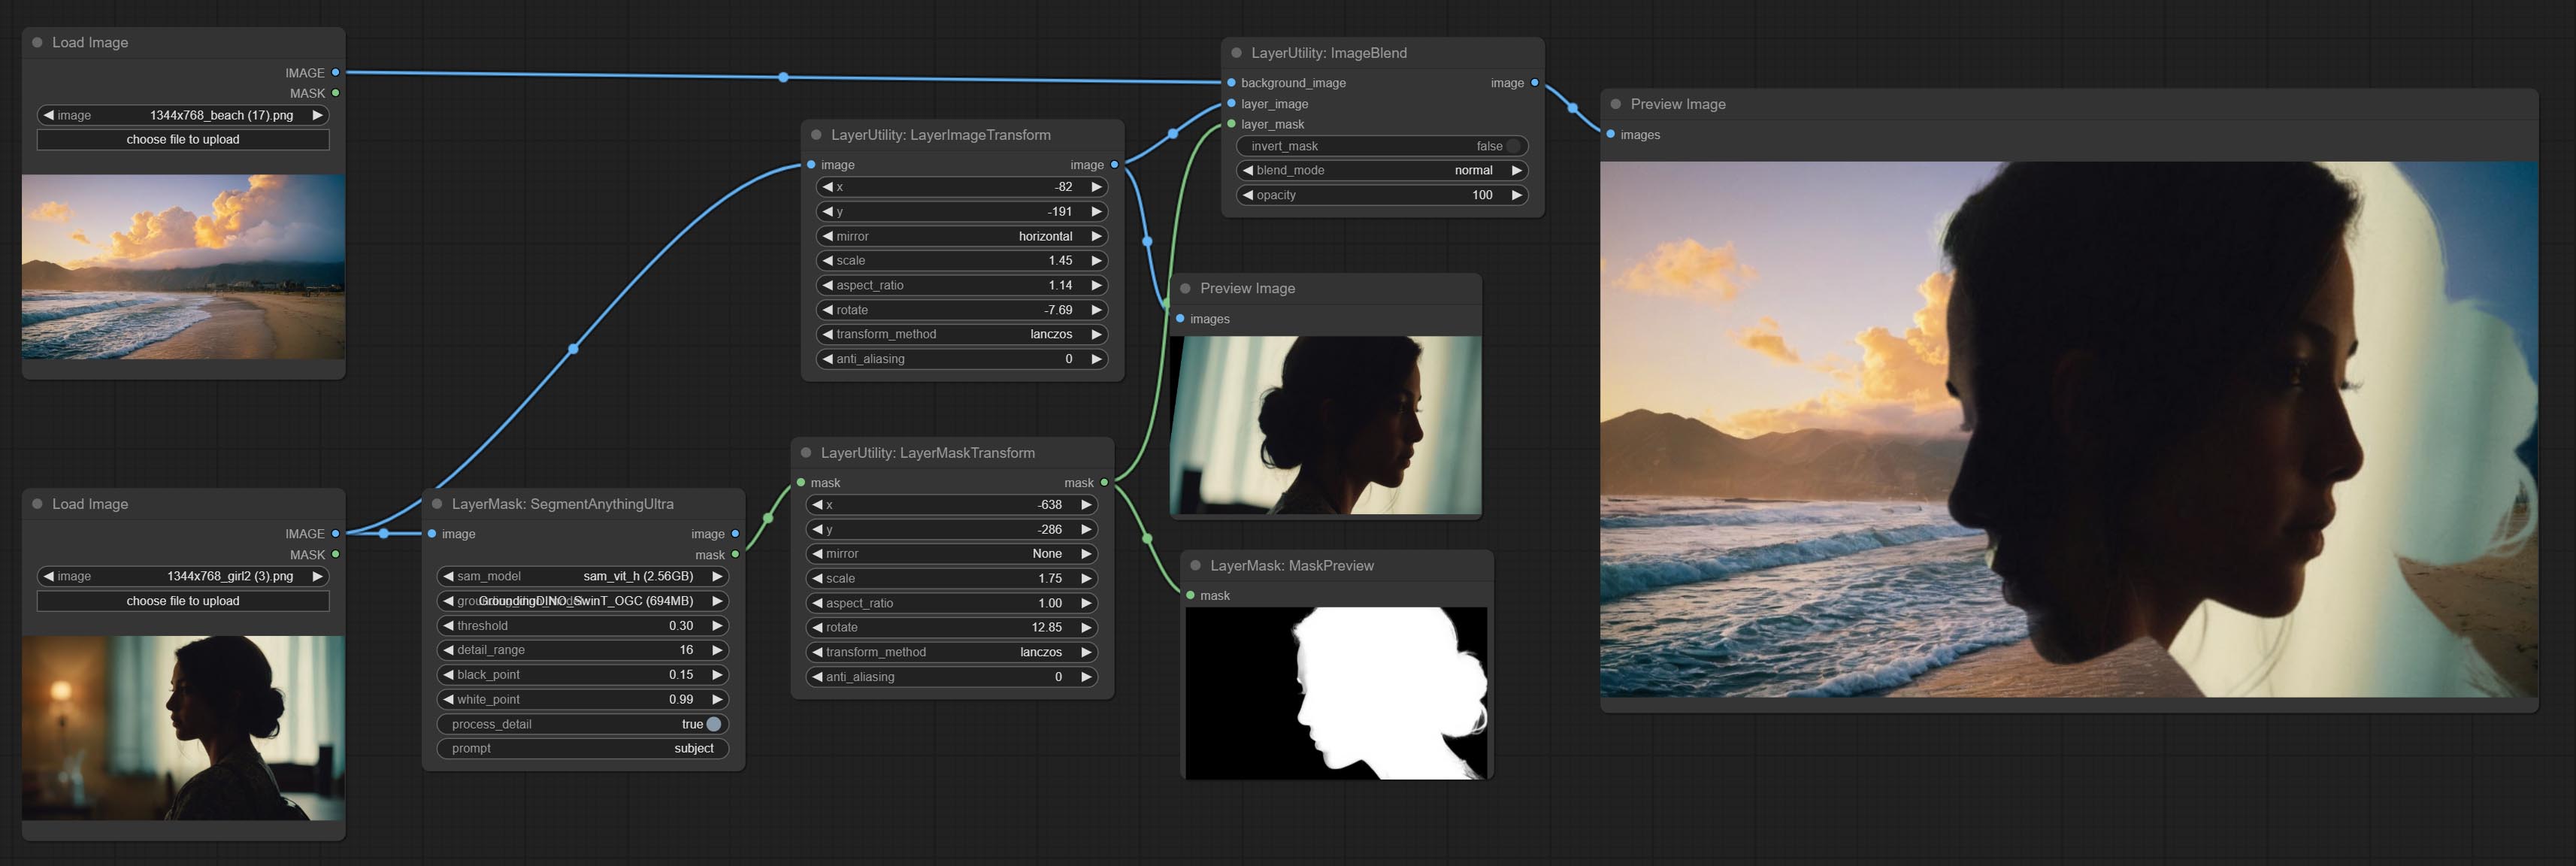 Load Image
IMAGE
MASK
image 1344x768_beach (17).png
choose file to upload
Load Image
IMAGE
MASK
image 1344x768_girl2 (3).png
choose file to upload
LayerMask: SegmentAnythingUltra
image image
mask
sam_model sam_vit_h (2.56GB)
GroundingDINO_SwinT_OGC (694MB)
threshold 0.30
detail_range 16
black_point 0.15
white_point 0.99
process_detail true
prompt subject
LayerUtility: LayerImageTransform
image image
x -82
y -191
mirror horizontal
scale 1.45
aspect_ratio 1.14
rotate -7.69
transform_method lanczos
anti_aliasing 0
LayerUtility: LayerMaskTransform
mask mask
x -638
y -286
mirror None
scale 1.75
aspect_ratio 1.00
rotate 12.85
transform_method lanczos
anti_aliasing 0
LayerUtility: ImageBlend
background_image image
layer_image
layer_mask
invert_mask false
blend_mode normal
opacity 100
Preview Image
images
LayerMask: MaskPreview
mask
Preview Image
images